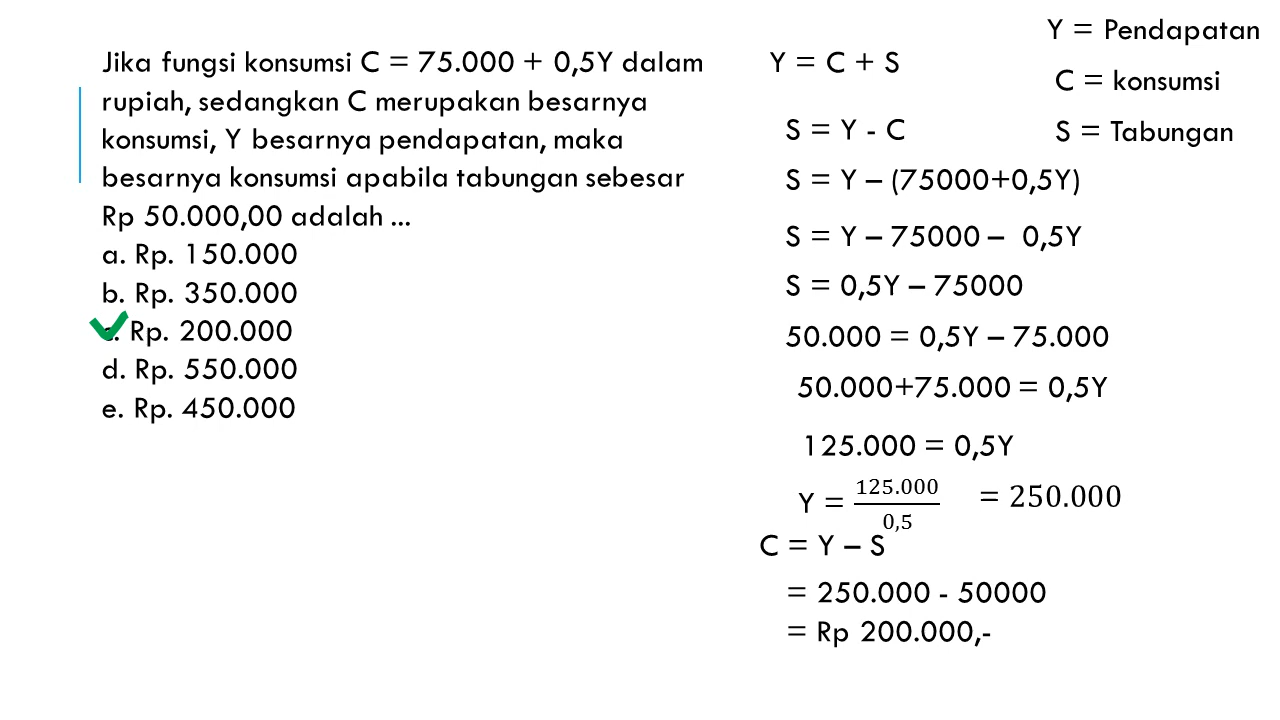 Jika fungsi konsumsi C = 75.000 + 0,5Y dalam
rupiah, sedangkan C merupakan besarnya
konsumsi, Y besarnya pendapatan, maka
besarnya konsumsi apabila tabungan sebesar
Rp 50.000,00 adalah ...
a. Rp. 150.000
b. Rp. 350.000
c. Rp. 200.000
d. Rp. 550.000
e. Rp. 450.000
Y = Pendapatan
C = konsumsi
S = Tabungan
Y = C + S
S = Y - C
S = Y – (75000+0,5Y)
S = Y – 75000 – 0,5Y
S = 0,5Y – 75000
50.000 = 0,5Y – 75.000
50.000+75.000 = 0,5Y
125.000 = 0,5Y
Y = 125.000/0,5 = 250.000
C = Y – S
= 250.000 - 50000
= Rp 200.000,-